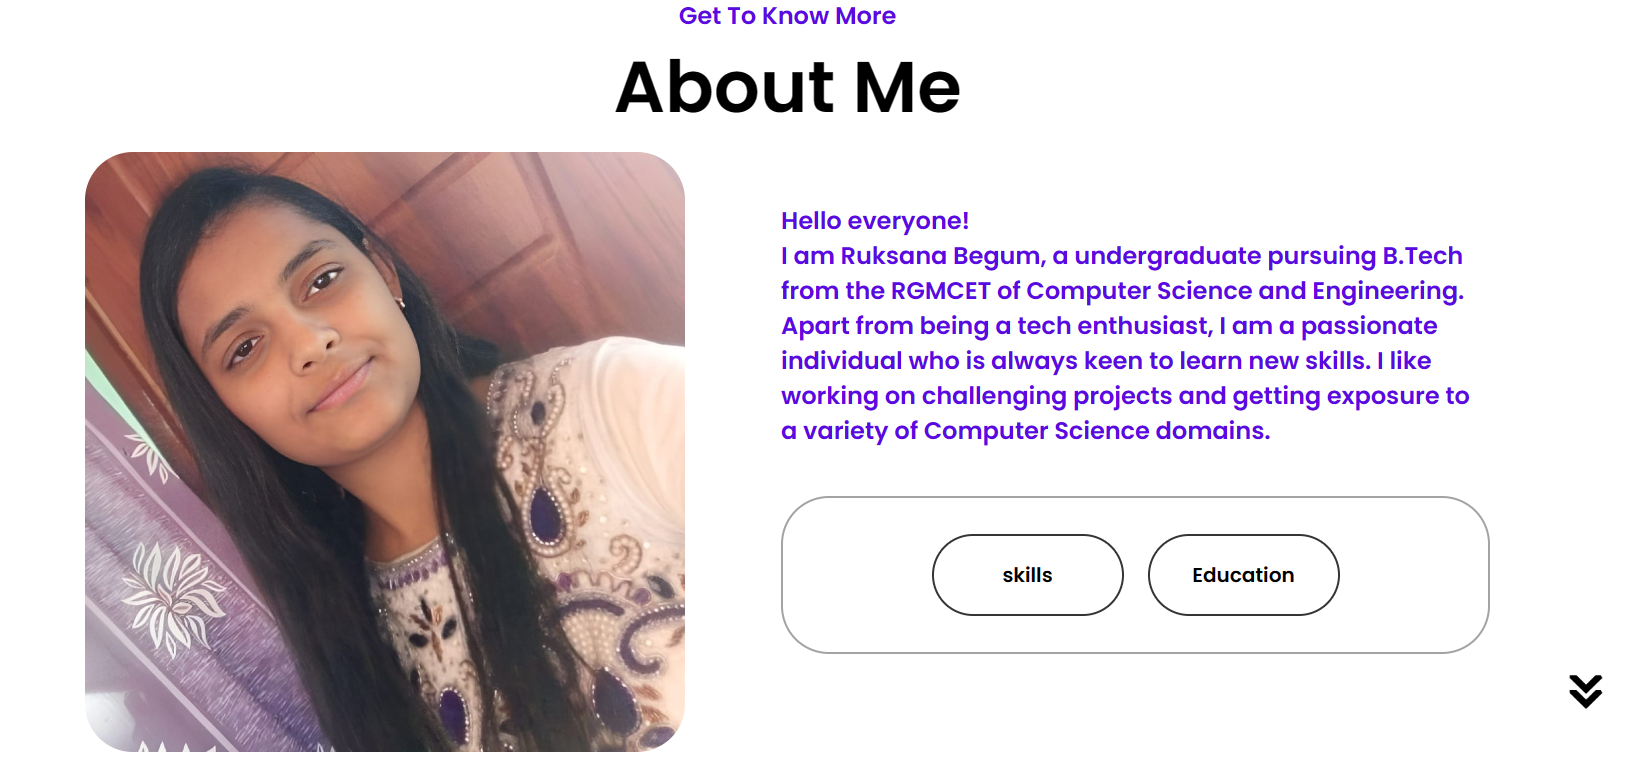 Get To Know More
About Me
Hello everyone!
I am Ruksana Begum, a undergraduate pursuing B.Tech
from the RGMCET of Computer Science and Engineering.
Apart from being a tech enthusiast, I am a passionate
individual who is always keen to learn new skills. I like
working on challenging projects and getting exposure to
a variety of Computer Science domains.
skills
Education